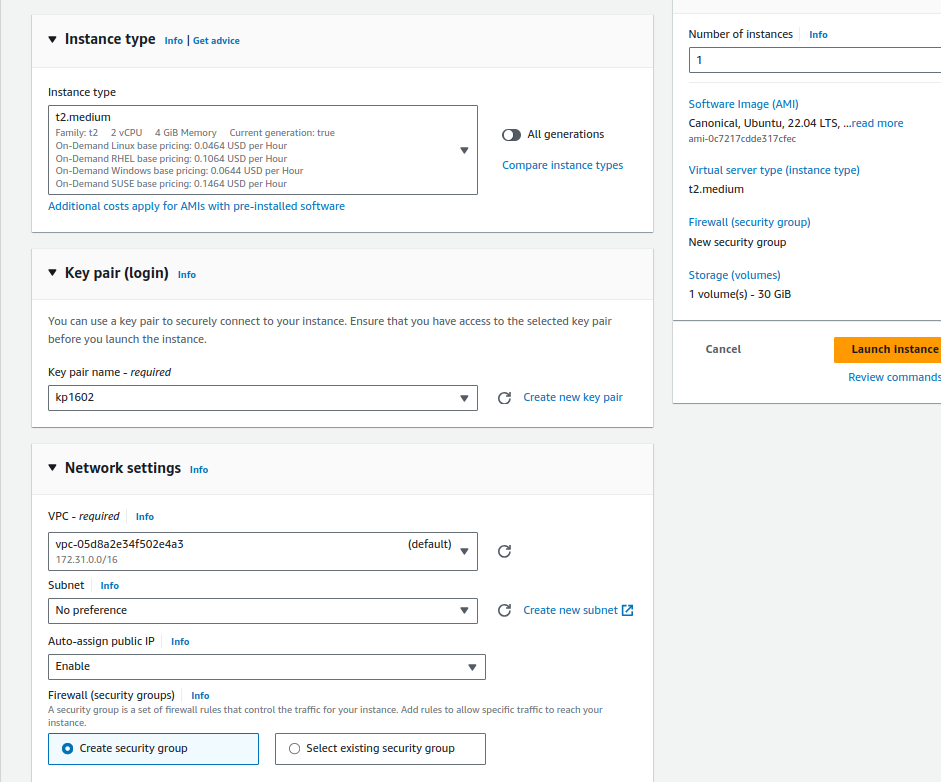 Instance type Info | Get advice
Instance type
t2.medium
Family: t2 2 vCPU 4 GiB Memory Current generation: true
On-Demand Linux base pricing: 0.0464 USD per Hour
On-Demand RHEL base pricing: 0.1064 USD per Hour
On-Demand Windows base pricing: 0.0644 USD per Hour
On-Demand SUSE base pricing: 0.1464 USD per Hour
All generations
Compare instance types
Additional costs apply for AMIs with pre-installed software
Key pair (login) Info
You can use a key pair to securely connect to your instance. Ensure that you have access to the selected key pair
before you launch the instance.
Key pair name - required
kp1602
Create new key pair
Network settings Info
VPC - required Info
vpc-05d8a2e34f502e4a3 (default)
172.31.0.0/16
Subnet Info
No preference
Create new subnet
Auto-assign public IP Info
Enable
Firewall (security groups) Info
A security group is a set of firewall rules that control the traffic for your instance. Add rules to allow specific traffic to reach your
instance.
Create security group
Select existing security group
Number of instances Info
1
Software Image (AMI)
Canonical, Ubuntu, 22.04 LTS, ...read more
ami-0c7217cdde317cfec
Virtual server type (instance type)
t2.medium
Firewall (security group)
New security group
Storage (volumes)
1 volume(s) - 30 GiB
Cancel
Launch instance
Review commands